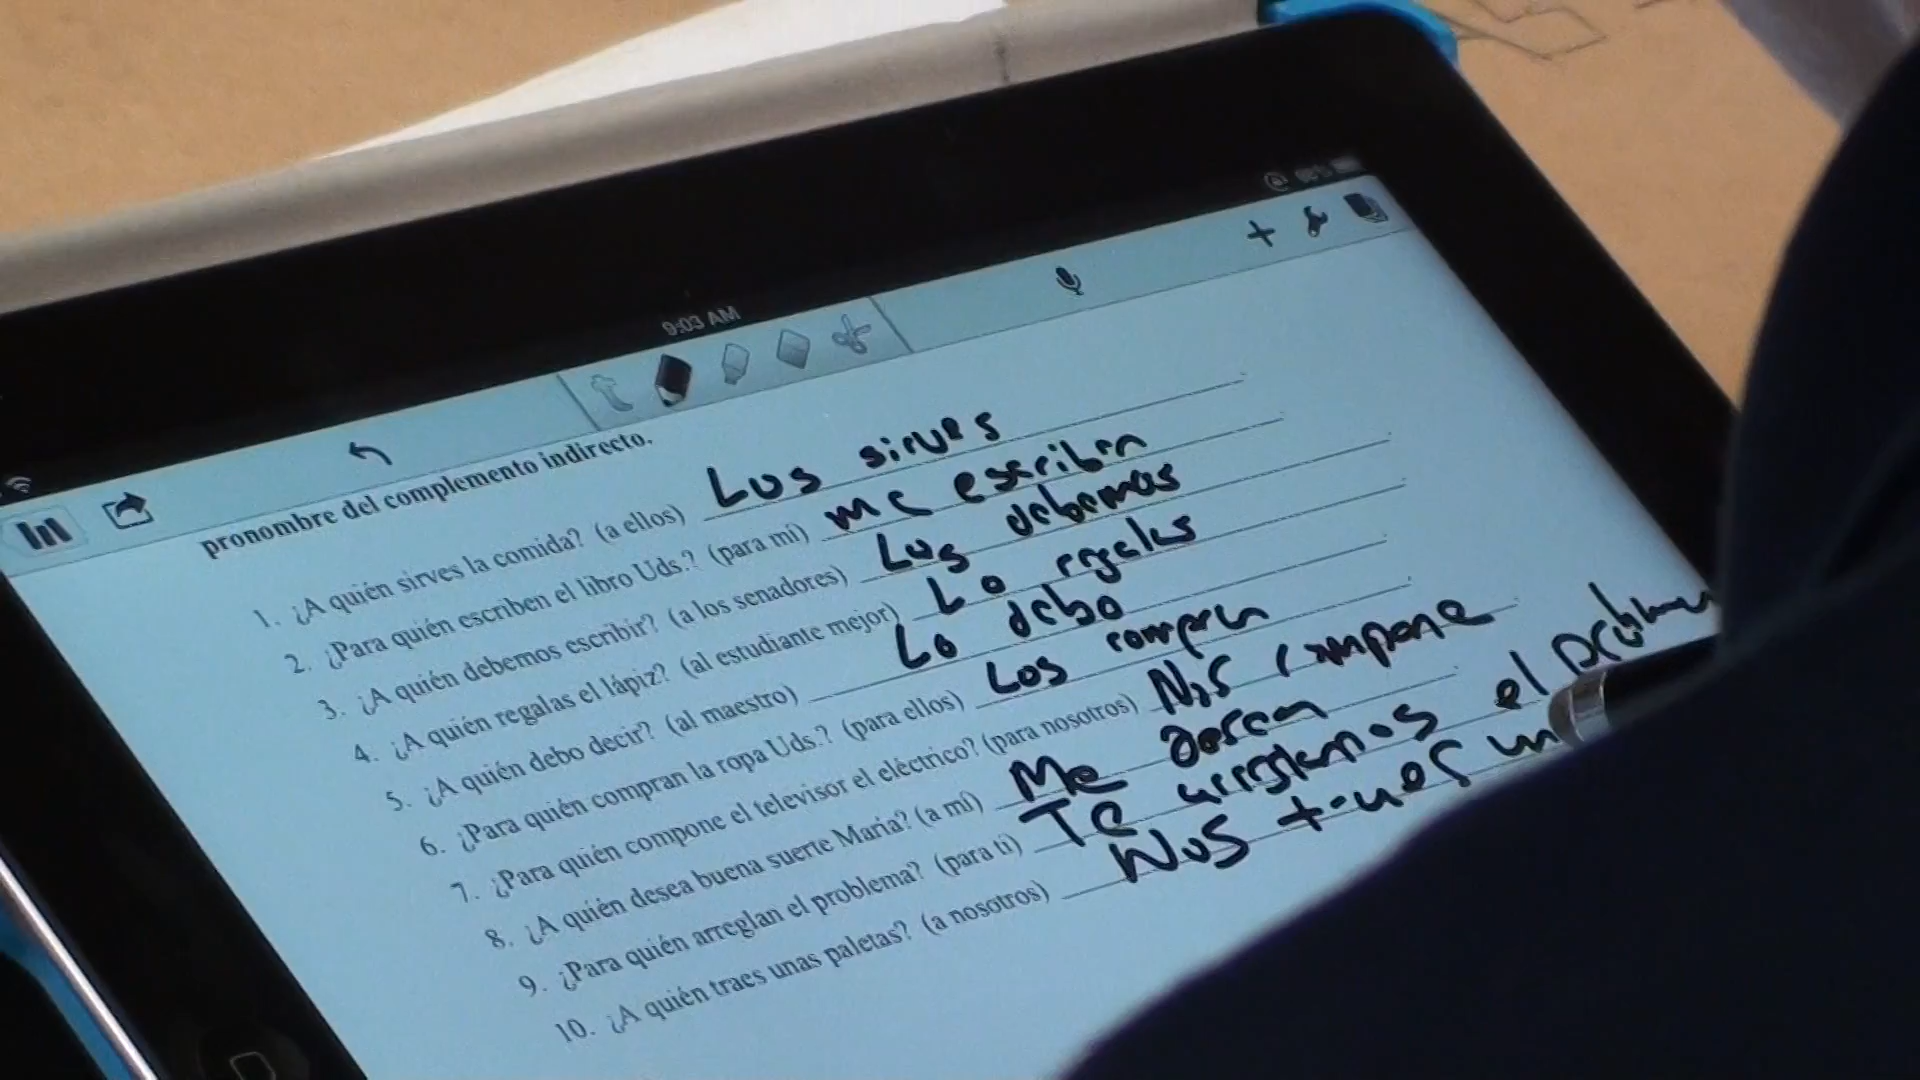 9:03 AM
pronombre del complemento indirecto.
1. ¿A quién sirves la comida? (a ellos) Los sirves
2. ¿Para quién escriben el libro Uds.? (para mi) me escriben
3. ¿A quién debemos escribir? (a los senadores) Los debemos
4. ¿A quién regalas el lápiz? (al estudiante mejor) Lo regalas
5. ¿A quién debo decir? (al maestro) Lo debo
6. ¿Para quién compran la ropa Uds.? (para ellos) Los compran
7. ¿Para quién compone el televisor el eléctrico? (para nosotros) Nos compone
8. ¿A quién desea buena suerte María? (a mí) Me desea
9. ¿Para quién arreglan el problema? (para ti) Te arreglamos el
10. ¿A quién traes unas paletas? (a nosotros) Nos